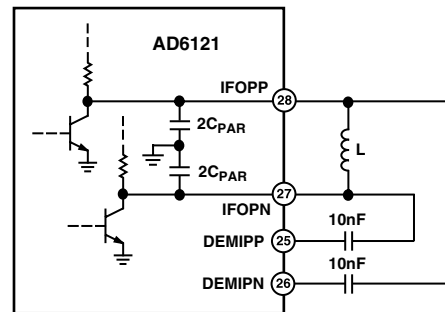 AD6121
IFOPP
28
2CPAR
2CPAR
L
IFOPN
27
10nF
DEMIPP
25
10nF
DEMIPN
26